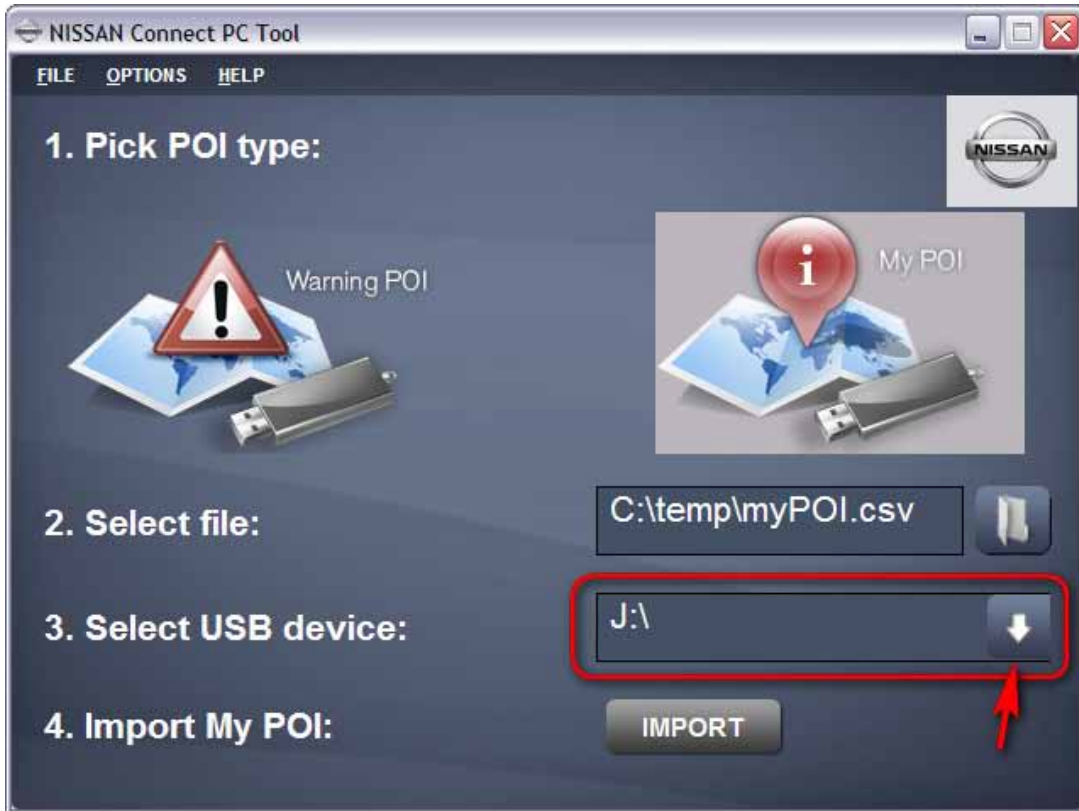 NISSAN Connect PC Tool
FILE OPTIONS HELP
1. Pick POI type:
NISSAN
Warning POI
i My POI
2. Select file:
C:\temp\myPOI.csv
3. Select USB device:
J:\
4. Import My POI:
IMPORT